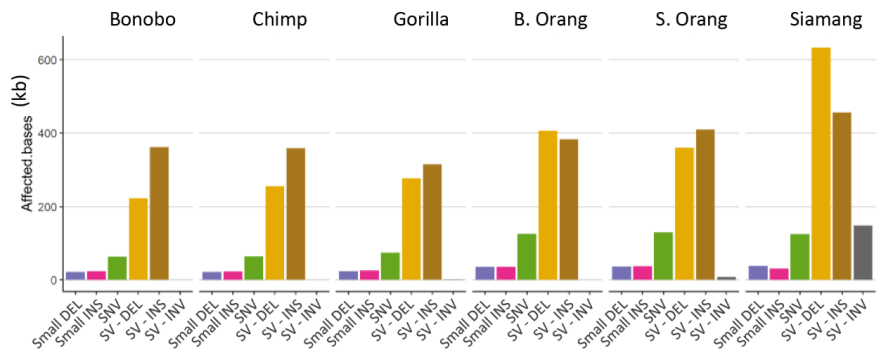 Bonobo Chimp Gorilla B. Orang S. Orang Siamang
Affected.bases (kb)
600
400
200
0
Small DEL Small INS SNV SV - DEL SV - INS SV - INV Small DEL Small INS SNV SV - DEL SV - INS SV - INV Small DEL Small INS SNV SV - DEL SV - INS SV - INV Small DEL Small INS SNV SV - DEL SV - INS SV - INV Small DEL Small INS SNV SV - DEL SV - INS SV - INV Small DEL Small INS SNV SV - DEL SV - INS SV - INV